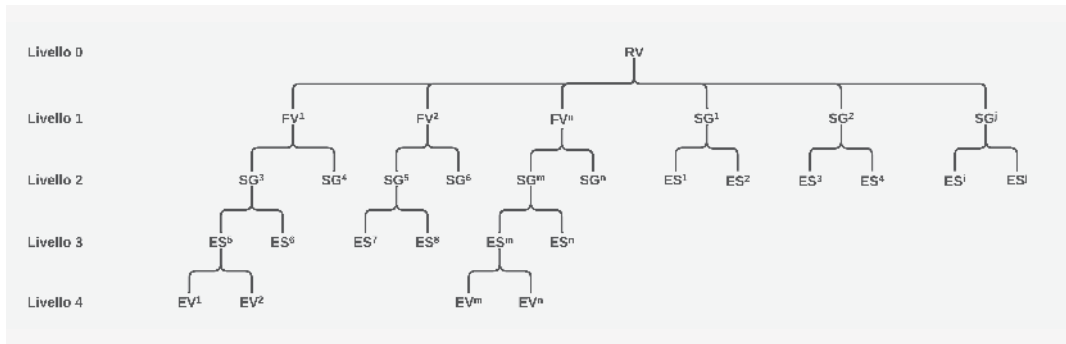 Livello 0 RV
Livello 1 FV¹ FV² FVⁿ SG¹ SG² SGʲ
Livello 2 SG³ SG⁴ SG⁵ SG⁶ SGᵐ SGⁿ ES¹ ES² ES³ ES⁴ ESⁱ ESʲ
Livello 3 ES⁵ ES⁶ ES⁷ ES⁸ ESᵐ ESⁿ
Livello 4 EV¹ EV² EVᵐ EVⁿ